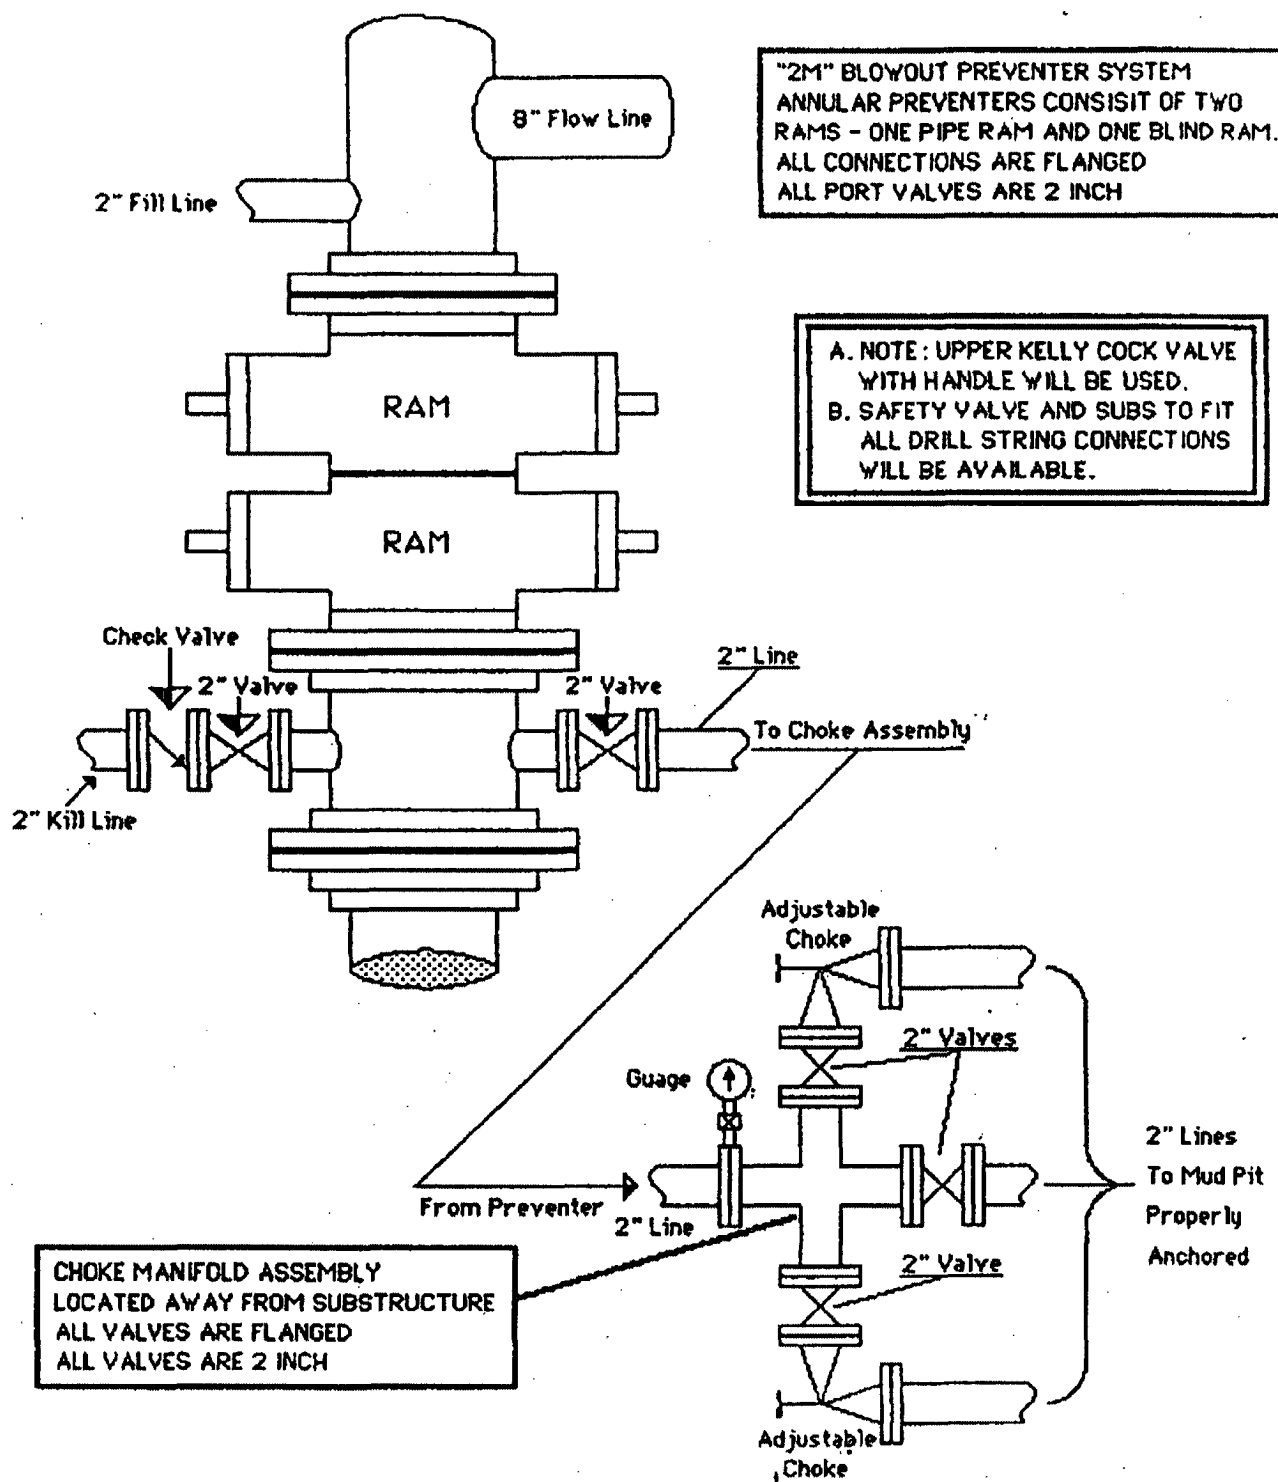 "2M" BLOWOUT PREVENTER SYSTEM
ANNULAR PREVENTERS CONSISIT OF TWO
RAMS - ONE PIPE RAM AND ONE BLIND RAM.
ALL CONNECTIONS ARE FLANGED
ALL PORT VALVES ARE 2 INCH
8" Flow Line
2" Fill Line
A. NOTE: UPPER KELLY COCK VALVE
WITH HANDLE WILL BE USED.
B. SAFETY VALVE AND SUBS TO FIT
ALL DRILL STRING CONNECTIONS
WILL BE AVAILABLE.
RAM
RAM
Check Valve
2" Valve
2" Valve
2" Line
To Choke Assembly
2" Kill Line
Adjustable
Choke
2" Valves
Guage
2" Lines
To Mud Pit
Properly
Anchored
From Preventer
2" Line
2" Valve
CHOKE MANIFOLD ASSEMBLY
LOCATED AWAY FROM SUBSTRUCTURE
ALL VALVES ARE FLANGED
ALL VALVES ARE 2 INCH
Adjustable
Choke